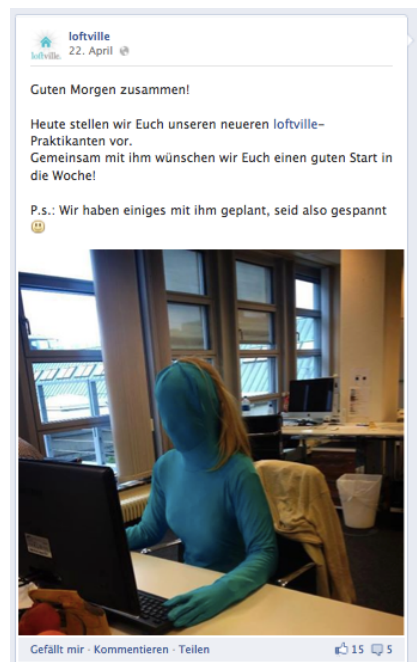 loftville
22. April
loftville.
Guten Morgen zusammen!
Heute stellen wir Euch unseren neueren loftville-
Praktikanten vor.
Gemeinsam mit ihm wünschen wir Euch einen guten Start in
die Woche!
P.s.: Wir haben einiges mit ihm geplant, seid also gespannt
Gefällt mir · Kommentieren · Teilen
15 5